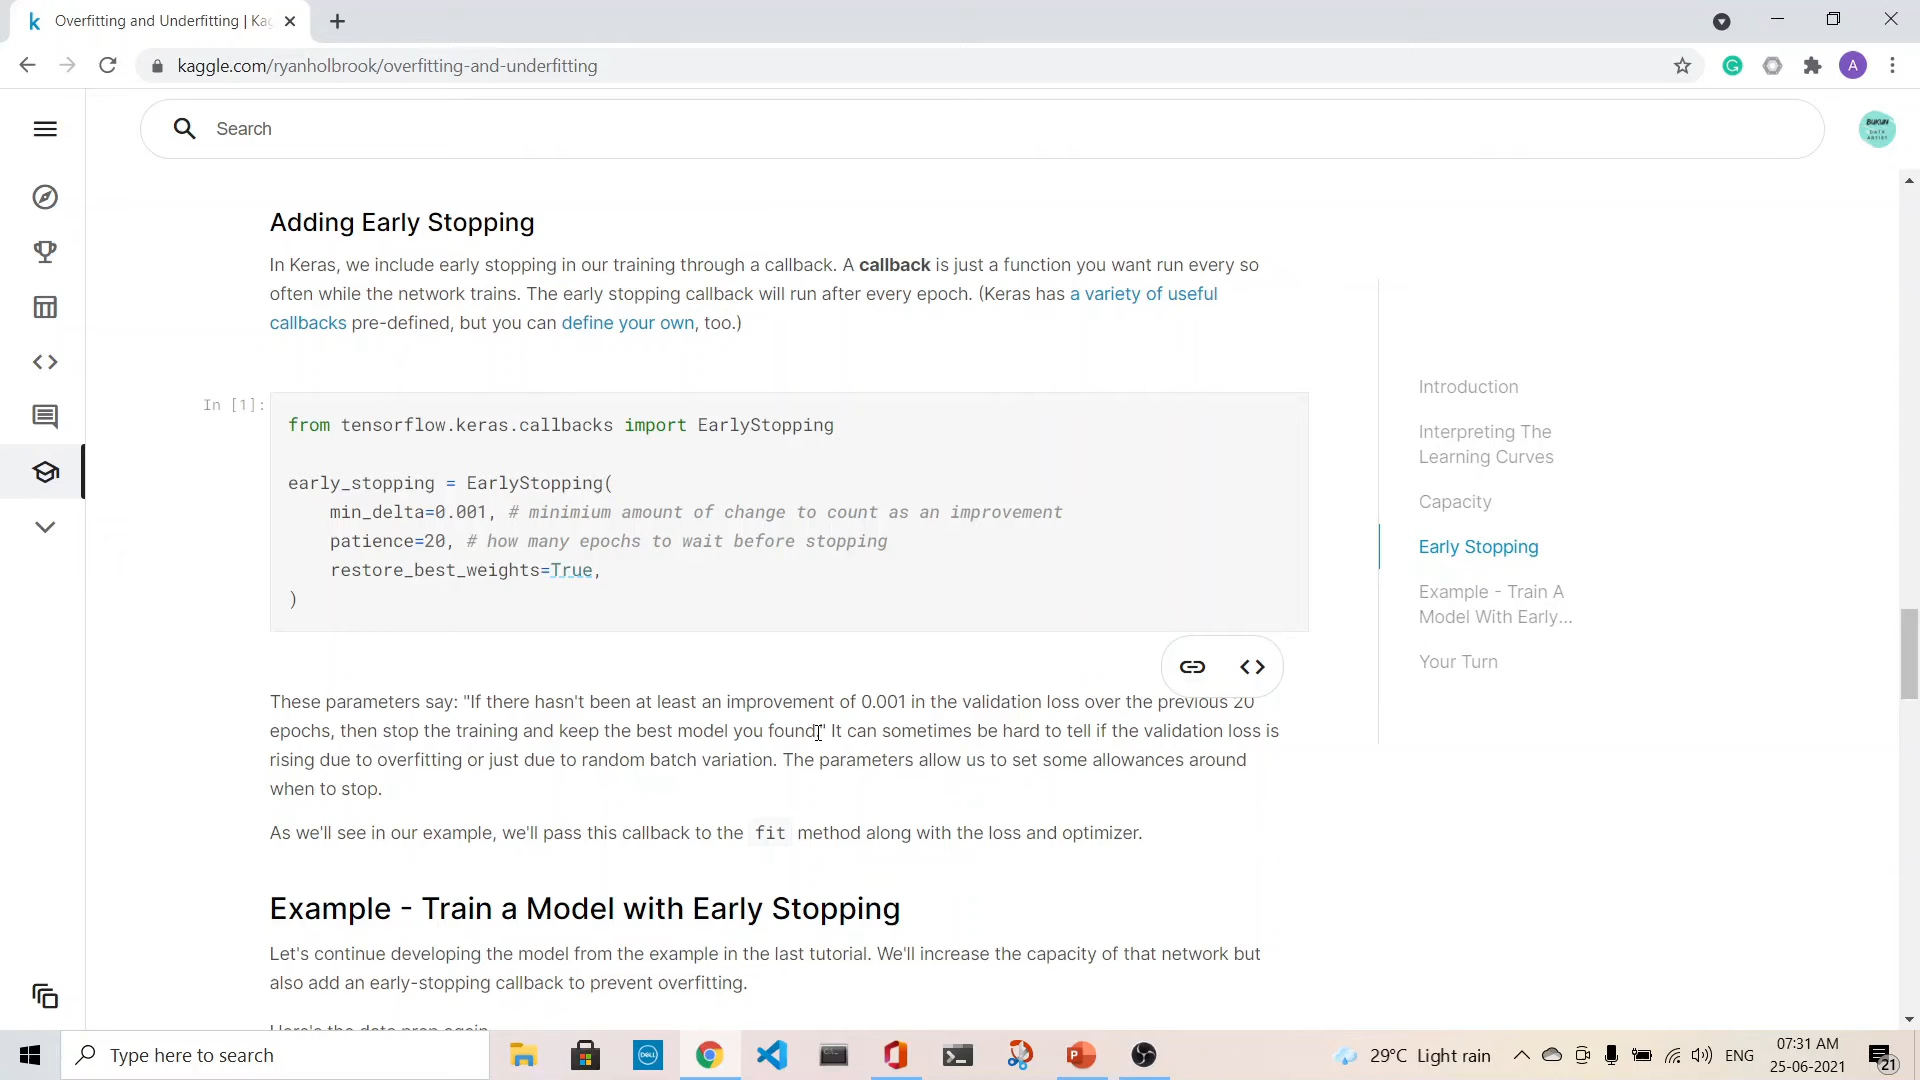 Overfitting and Underfitting | Kag
kaggle.com/ryanholbrook/overfitting-and-underfitting
A
Search
BUKUN
DATA
ARTIST
Adding Early Stopping
In Keras, we include early stopping in our training through a callback. A callback is just a function you want run every so
often while the network trains. The early stopping callback will run after every epoch. (Keras has a variety of useful
callbacks pre-defined, but you can define your own, too.)
In [1]:
from tensorflow.keras.callbacks import EarlyStopping
early_stopping = EarlyStopping(
min_delta=0.001, # minimium amount of change to count as an improvement
patience=20, # how many epochs to wait before stopping
restore_best_weights=True,
)
These parameters say: "If there hasn't been at least an improvement of 0.001 in the validation loss over the previous 20
epochs, then stop the training and keep the best model you found." It can sometimes be hard to tell if the validation loss is
rising due to overfitting or just due to random batch variation. The parameters allow us to set some allowances around
when to stop.
As we'll see in our example, we'll pass this callback to the fit method along with the loss and optimizer.
Example - Train a Model with Early Stopping
Let's continue developing the model from the example in the last tutorial. We'll increase the capacity of that network but
also add an early-stopping callback to prevent overfitting.
Here's the data prep again
Introduction
Interpreting The
Learning Curves
Capacity
Early Stopping
Example - Train A
Model With Early...
Your Turn
Type here to search
DELL
29°C Light rain
ENG
07:31 AM
25-06-2021
21